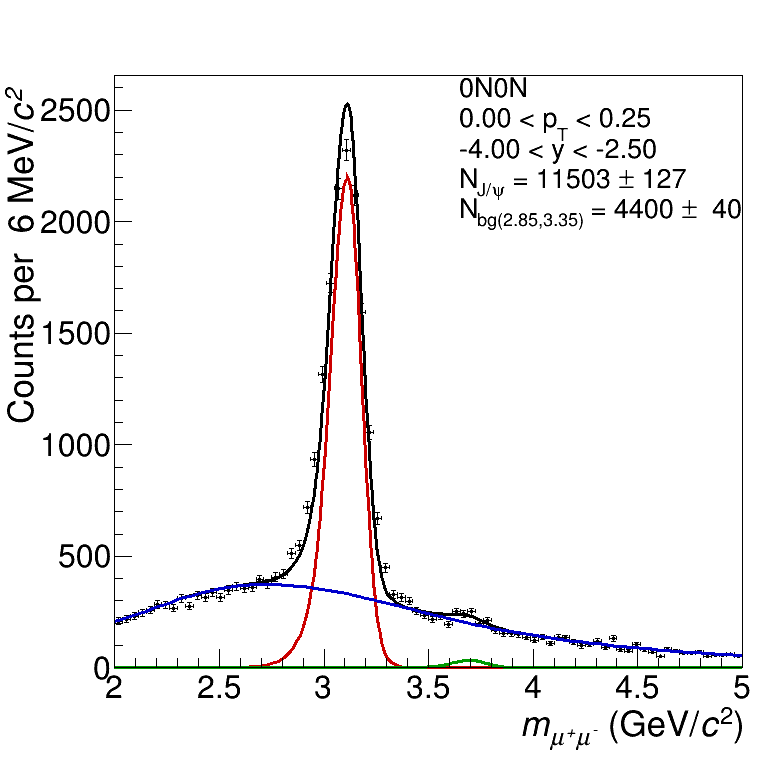 0N0N
0.00 < p_T < 0.25
-4.00 < y < -2.50
N_J/ψ = 11503 ± 127
N_bg(2.85,3.35) = 4400 ± 40
Counts per 6 MeV/c²
2500
2000
1500
1000
500
0
2 2.5 3 3.5 4 4.5 5
m_μ⁺μ⁻ (GeV/c²)